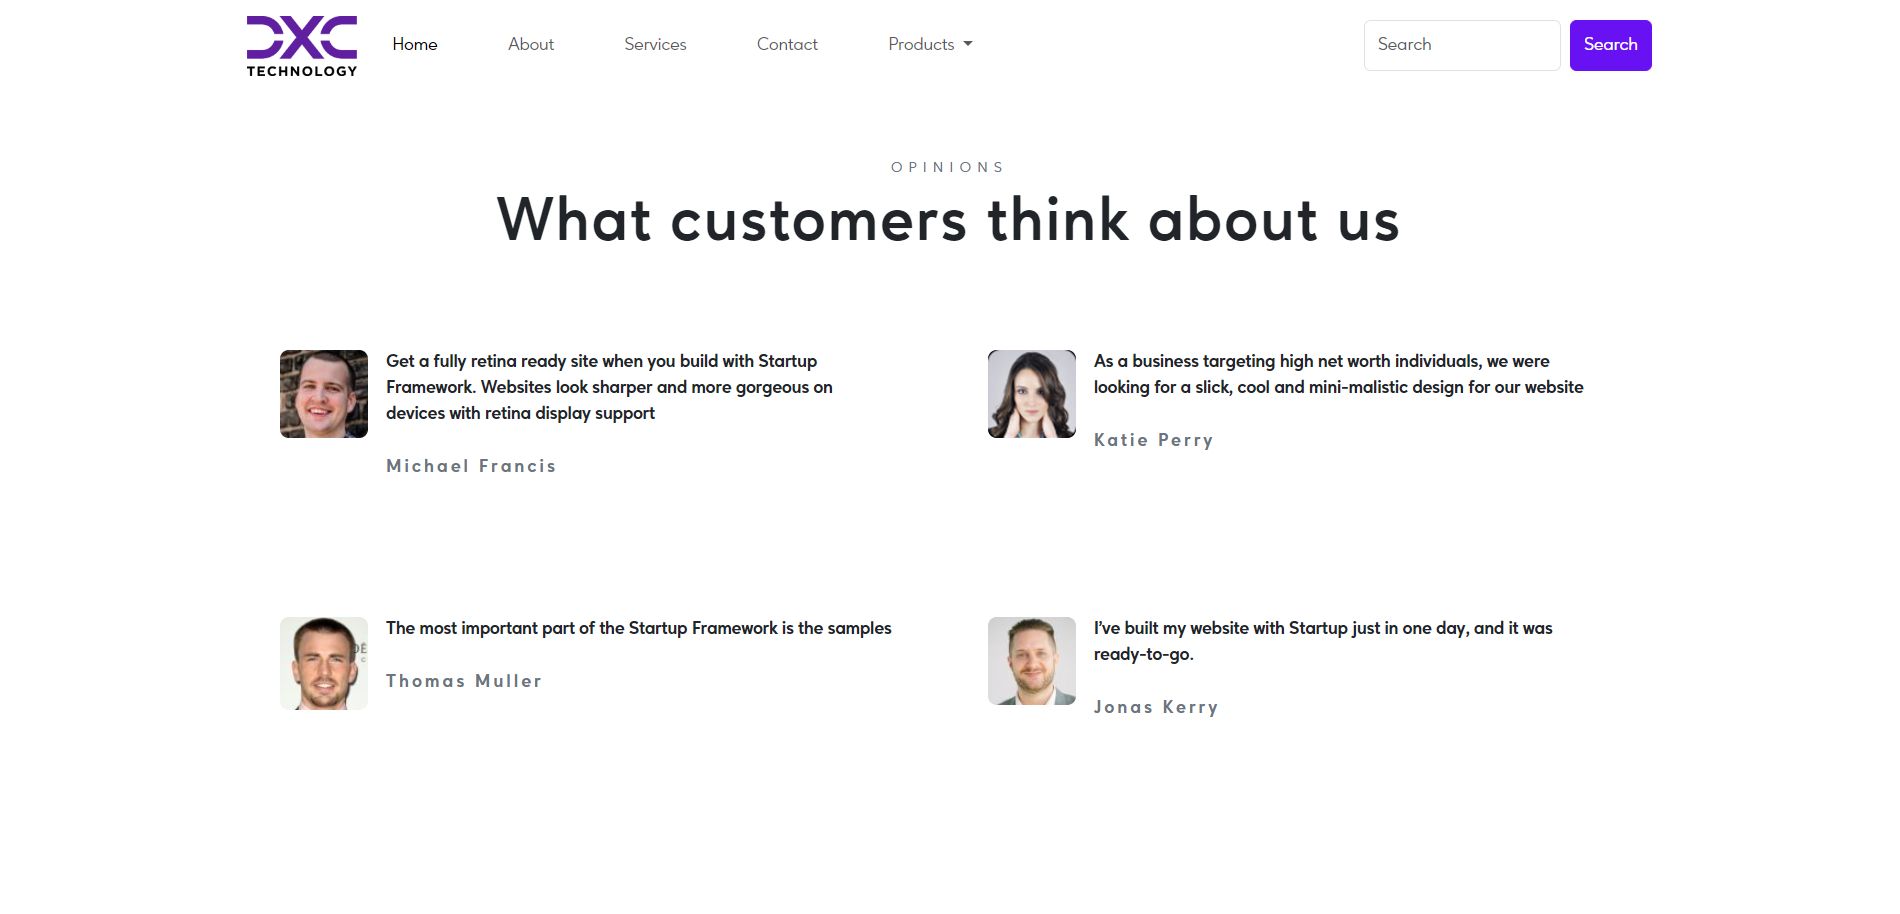 DXC
TECHNOLOGY
Home
About
Services
Contact
Products
Search
Search
OPINIONS
What customers think about us
Get a fully retina ready site when you build with Startup
Framework. Websites look sharper and more gorgeous on
devices with retina display support
Michael Francis
As a business targeting high net worth individuals, we were
looking for a slick, cool and mini-malistic design for our website
Katie Perry
The most important part of the Startup Framework is the samples
Thomas Muller
I’ve built my website with Startup just in one day, and it was
ready-to-go.
Jonas Kerry